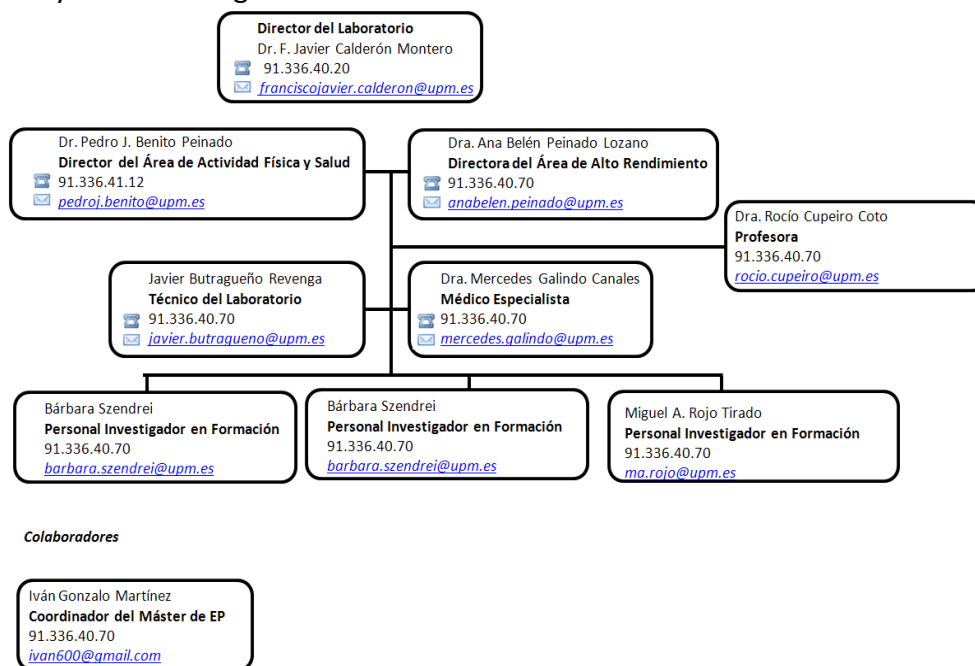 Director del Laboratorio
Dr. F. Javier Calderón Montero
91.336.40.20
franciscojavier.calderon@upm.es
Dr. Pedro J. Benito Peinado
Director del Área de Actividad Física y Salud
91.336.41.12
pedroj.benito@upm.es
Dra. Ana Belén Peinado Lozano
Directora del Área de Alto Rendimiento
91.336.40.70
anabelen.peinado@upm.es
Dra. Rocío Cupeiro Coto
Profesora
91.336.40.70
rocio.cupeiro@upm.es
Javier Butragueño Revenga
Técnico del Laboratorio
91.336.40.70
javier.butragueno@upm.es
Dra. Mercedes Galindo Canales
Médico Especialista
91.336.40.70
mercedes.galindo@upm.es
Bárbara Szendrei
Personal Investigador en Formación
91.336.40.70
barbara.szendrei@upm.es
Bárbara Szendrei
Personal Investigador en Formación
91.336.40.70
barbara.szendrei@upm.es
Miguel A. Rojo Tirado
Personal Investigador en Formación
91.336.40.70
ma.rojo@upm.es
Colaboradores
Iván Gonzalo Martínez
Coordinador del Máster de EP
91.336.40.70
ivan600@gmail.com